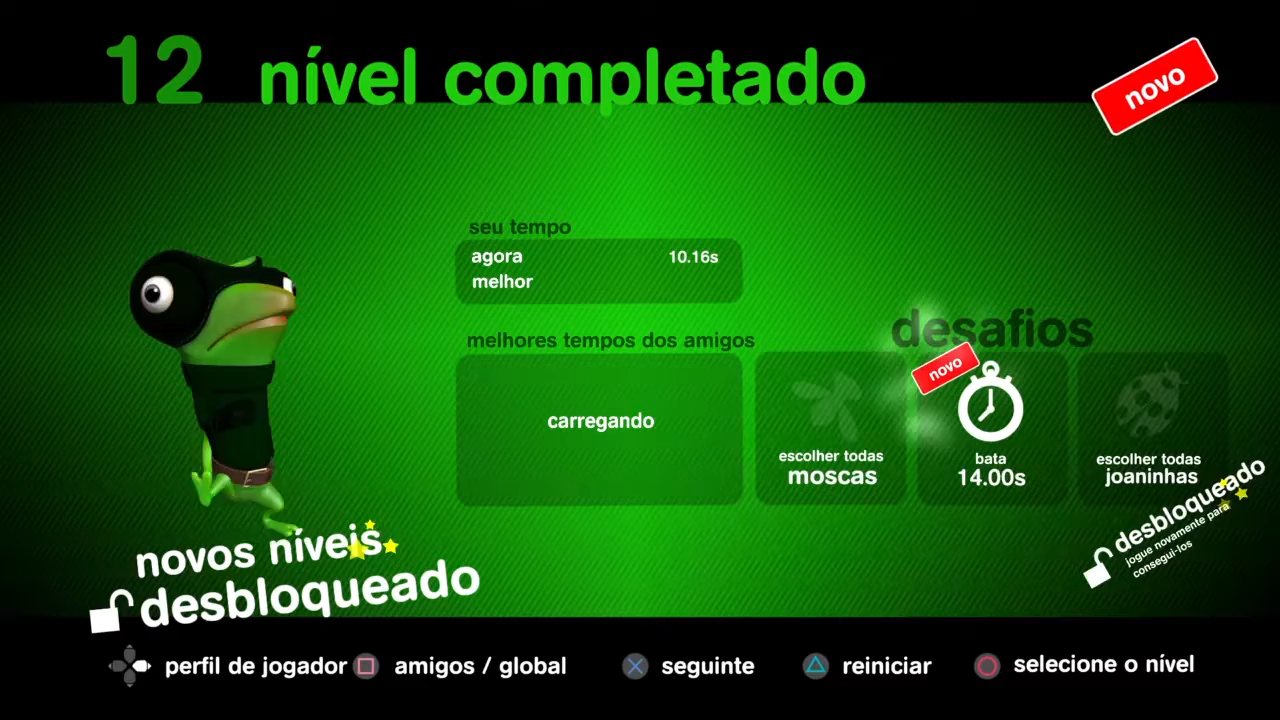 12 nível completado
novo
seu tempo
agora 10.16s
melhor
melhores tempos dos amigos
carregando
desafios
escolher todas
moscas
novo
bata
14.00s
escolher todas
joaninhas
desbloqueado
jogue novamente para
consegui-los
novos níveis
desbloqueado
perfil de jogador
amigos / global
seguinte
reiniciar
selecione o nível